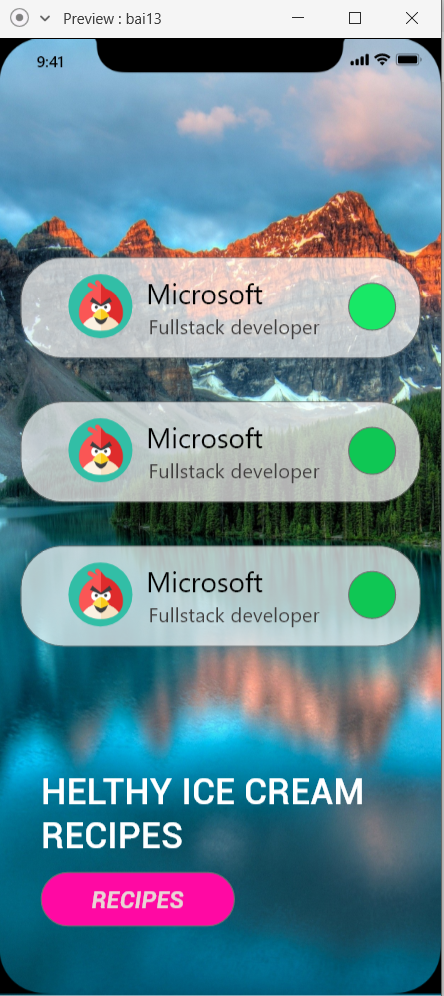 Preview : bai13
9:41
Microsoft
Fullstack developer
Microsoft
Fullstack developer
Microsoft
Fullstack developer
HELTHY ICE CREAM
RECIPES
RECIPES